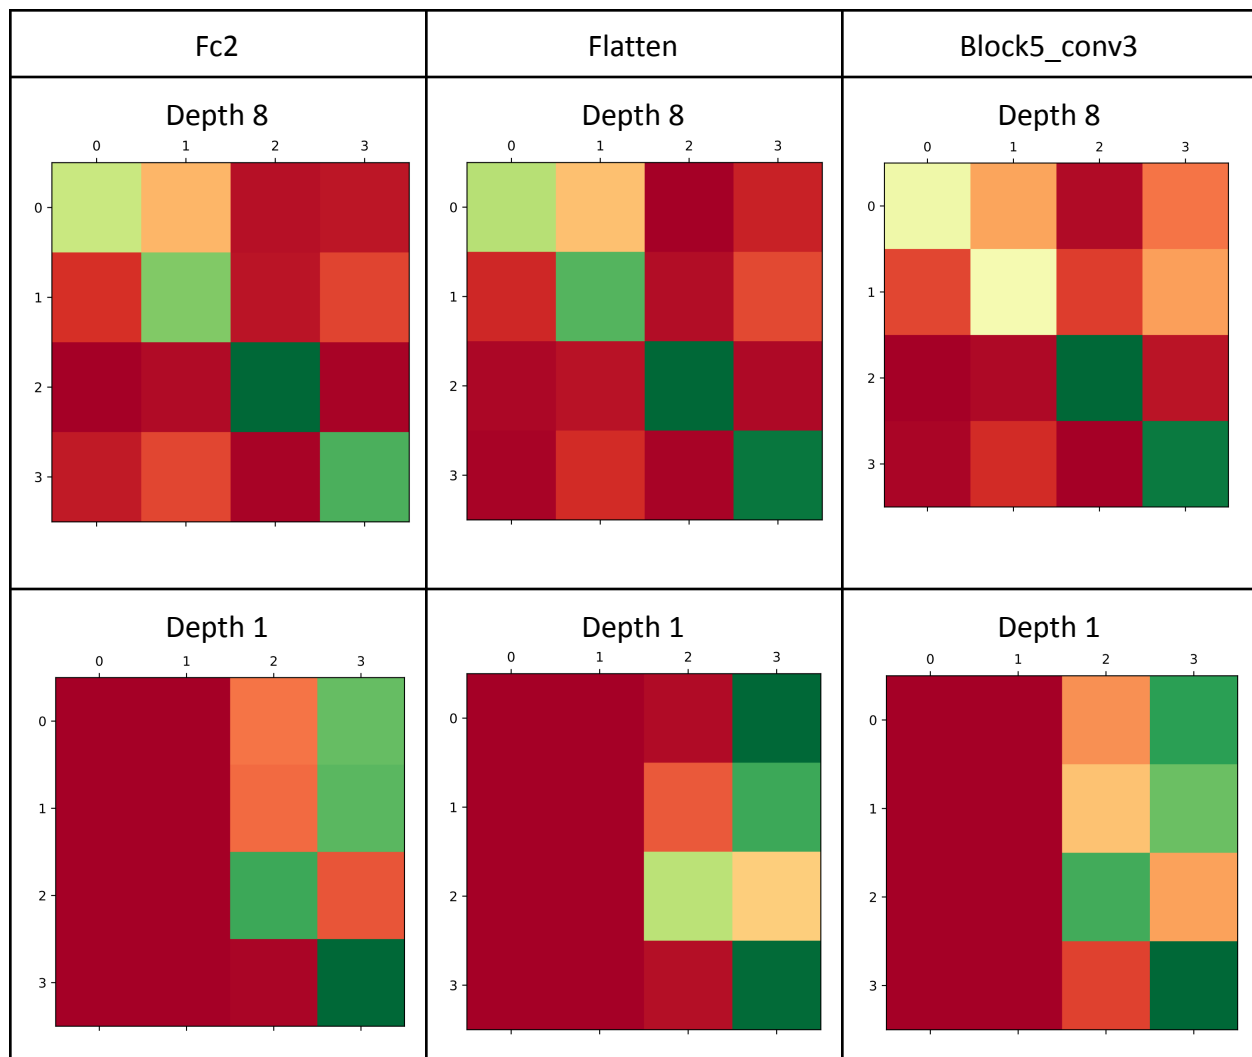 Fc2 Flatten Block5_conv3
Depth 8 Depth 8 Depth 8
0 1 2 3 0 1 2 3 0 1 2 3
0 0 0
1 1 1
2 2 2
3 3 3
Depth 1 Depth 1 Depth 1
0 1 2 3 0 1 2 3 0 1 2 3
0 0 0
1 1 1
2 2 2
3 3 3